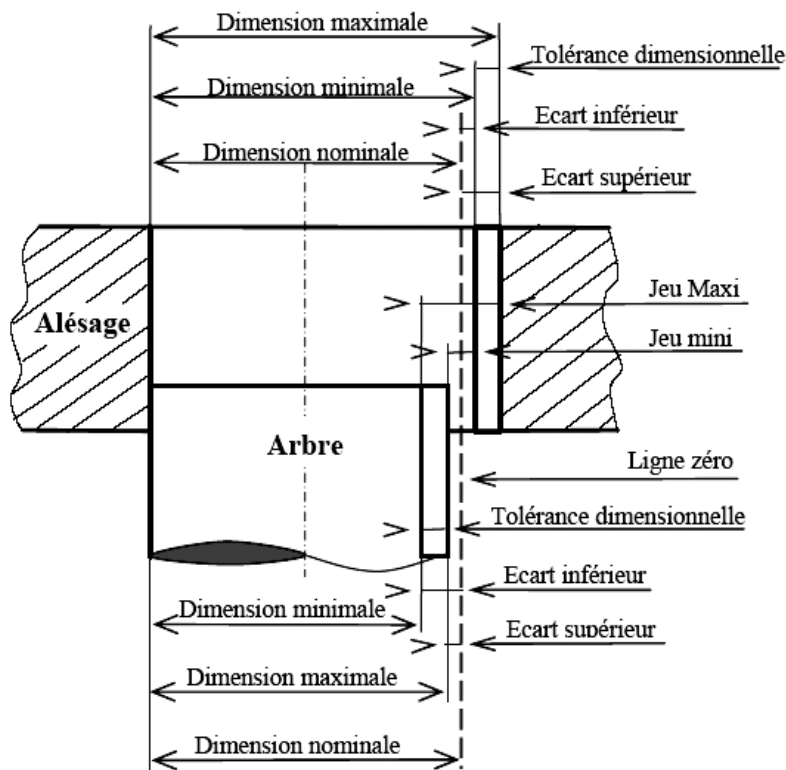 Dimension maximale
Tolérance dimensionnelle
Dimension minimale
Ecart inférieur
Dimension nominale
Ecart supérieur
Jeu Maxi
Alésage
Jeu mini
Arbre
Ligne zéro
Tolérance dimensionnelle
Ecart inférieur
Dimension minimale
Ecart supérieur
Dimension maximale
Dimension nominale